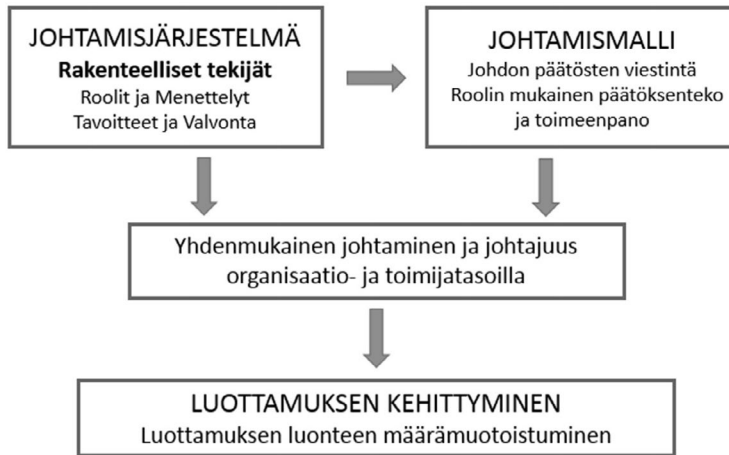 JOHTAMISJÄRJESTELMÄ
Rakenteelliset tekijät
Roolit ja Menettelyt
Tavoitteet ja Valvonta
JOHTAMISMALLI
Johdon päätösten viestintä
Roolin mukainen päätöksenteko
ja toimeenpano
Yhdenmukainen johtaminen ja johtajuus
organisaatio- ja toimijatasoilla
LUOTTAMUKSEN KEHITTYMINEN
Luottamuksen luonteen määrämuotoistuminen